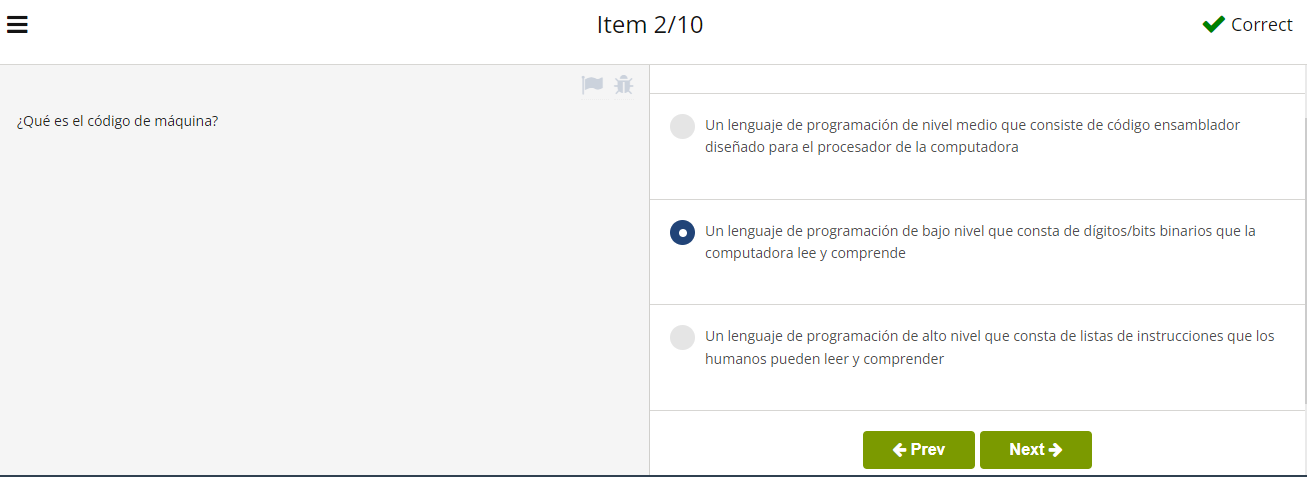 Item 2/10
Correct
¿Qué es el código de máquina?
Un lenguaje de programación de nivel medio que consiste de código ensamblador
diseñado para el procesador de la computadora
Un lenguaje de programación de bajo nivel que consta de dígitos/bits binarios que la
computadora lee y comprende
Un lenguaje de programación de alto nivel que consta de listas de instrucciones que los
humanos pueden leer y comprender
Prev
Next